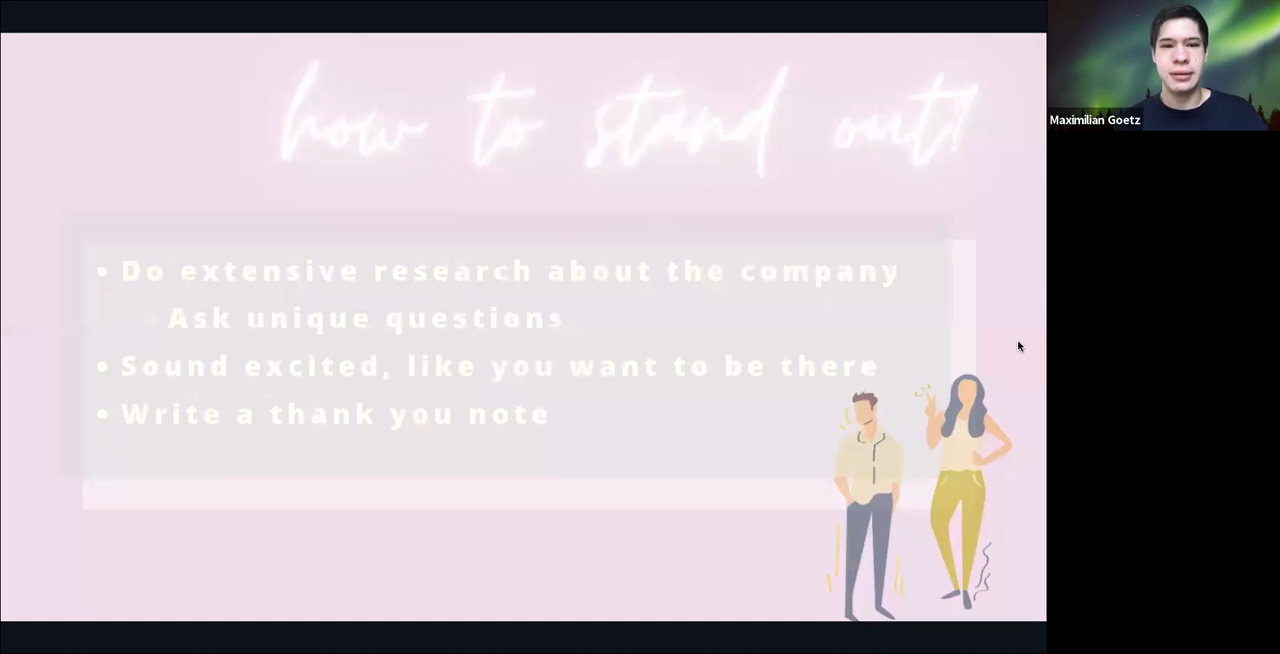 how to stand out?
• Do extensive research about the company
Ask unique questions
• Sound excited, like you want to be there
• Write a thank you note
Maximilian Goetz